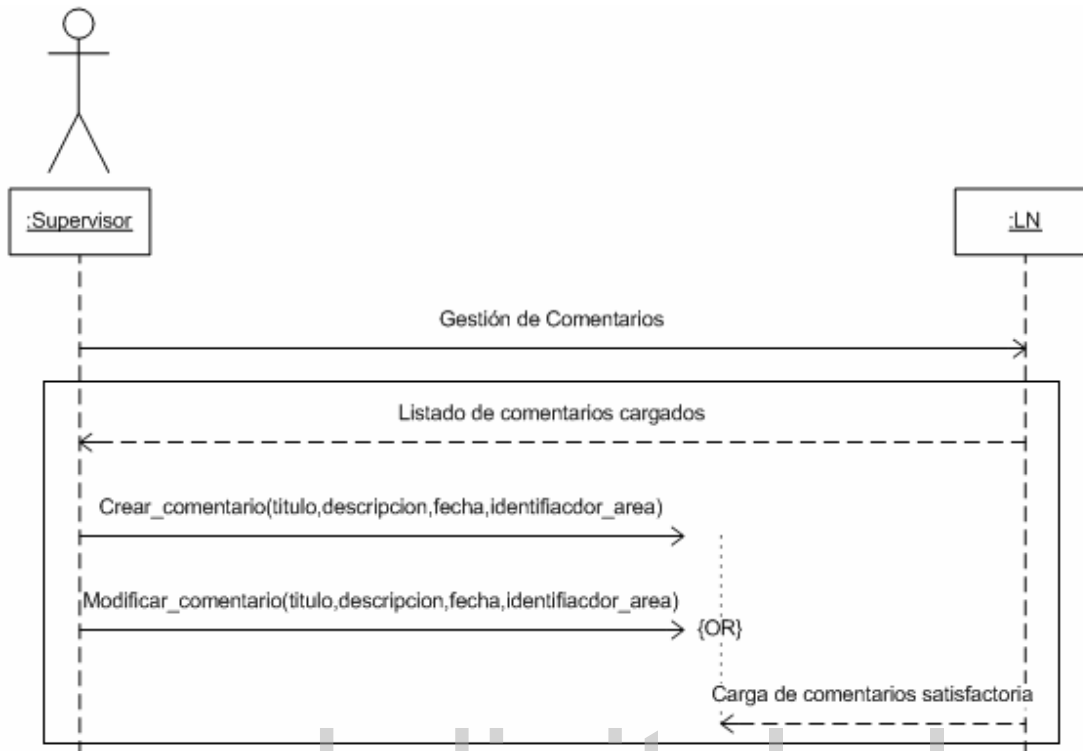 :Supervisor
:LN
Gestión de Comentarios
Listado de comentarios cargados
Crear_comentario(titulo,descripcion,fecha,identifiacdor_area)
Modificar_comentario(titulo,descripcion,fecha,identifiacdor_area)
{OR}
Carga de comentarios satisfactoria